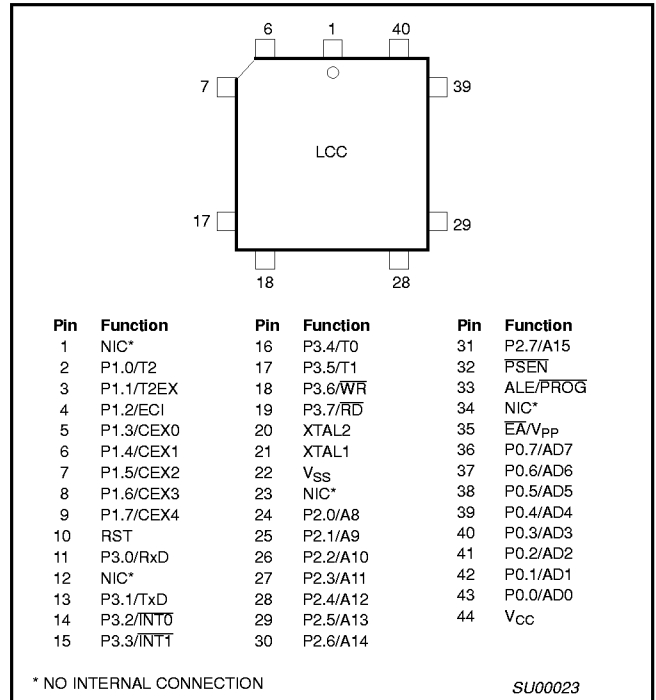 6 1 40
7 39
LCC
17 29
18 28
Pin Function Pin Function Pin Function
1 NIC* 16 P3.4/T0 31 P2.7/A15
2 P1.0/T2 17 P3.5/T1 32 P̅S̅E̅N̅
3 P1.1/T2EX 18 P3.6/W̅R̅ 33 ALE/P̅R̅O̅G̅
4 P1.2/ECI 19 P3.7/R̅D̅ 34 NIC*
5 P1.3/CEX0 20 XTAL2 35 E̅A̅/VPP
6 P1.4/CEX1 21 XTAL1 36 P0.7/AD7
7 P1.5/CEX2 22 VSS 37 P0.6/AD6
8 P1.6/CEX3 23 NIC* 38 P0.5/AD5
9 P1.7/CEX4 24 P2.0/A8 39 P0.4/AD4
10 RST 25 P2.1/A9 40 P0.3/AD3
11 P3.0/RxD 26 P2.2/A10 41 P0.2/AD2
12 NIC* 27 P2.3/A11 42 P0.1/AD1
13 P3.1/TxD 28 P2.4/A12 43 P0.0/AD0
14 P3.2/I̅N̅T̅0̅ 29 P2.5/A13 44 VCC
15 P3.3/I̅N̅T̅1̅ 30 P2.6/A14
* NO INTERNAL CONNECTION SU00023